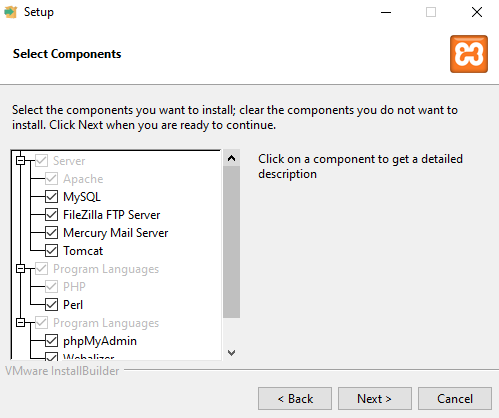 Setup
Select Components
Select the components you want to install; clear the components you do not want to
install. Click Next when you are ready to continue.
Server
Apache
MySQL
FileZilla FTP Server
Mercury Mail Server
Tomcat
Program Languages
PHP
Perl
Program Languages
phpMyAdmin
Webalizer
Click on a component to get a detailed
description
VMware InstallBuilder
< Back
Next >
Cancel